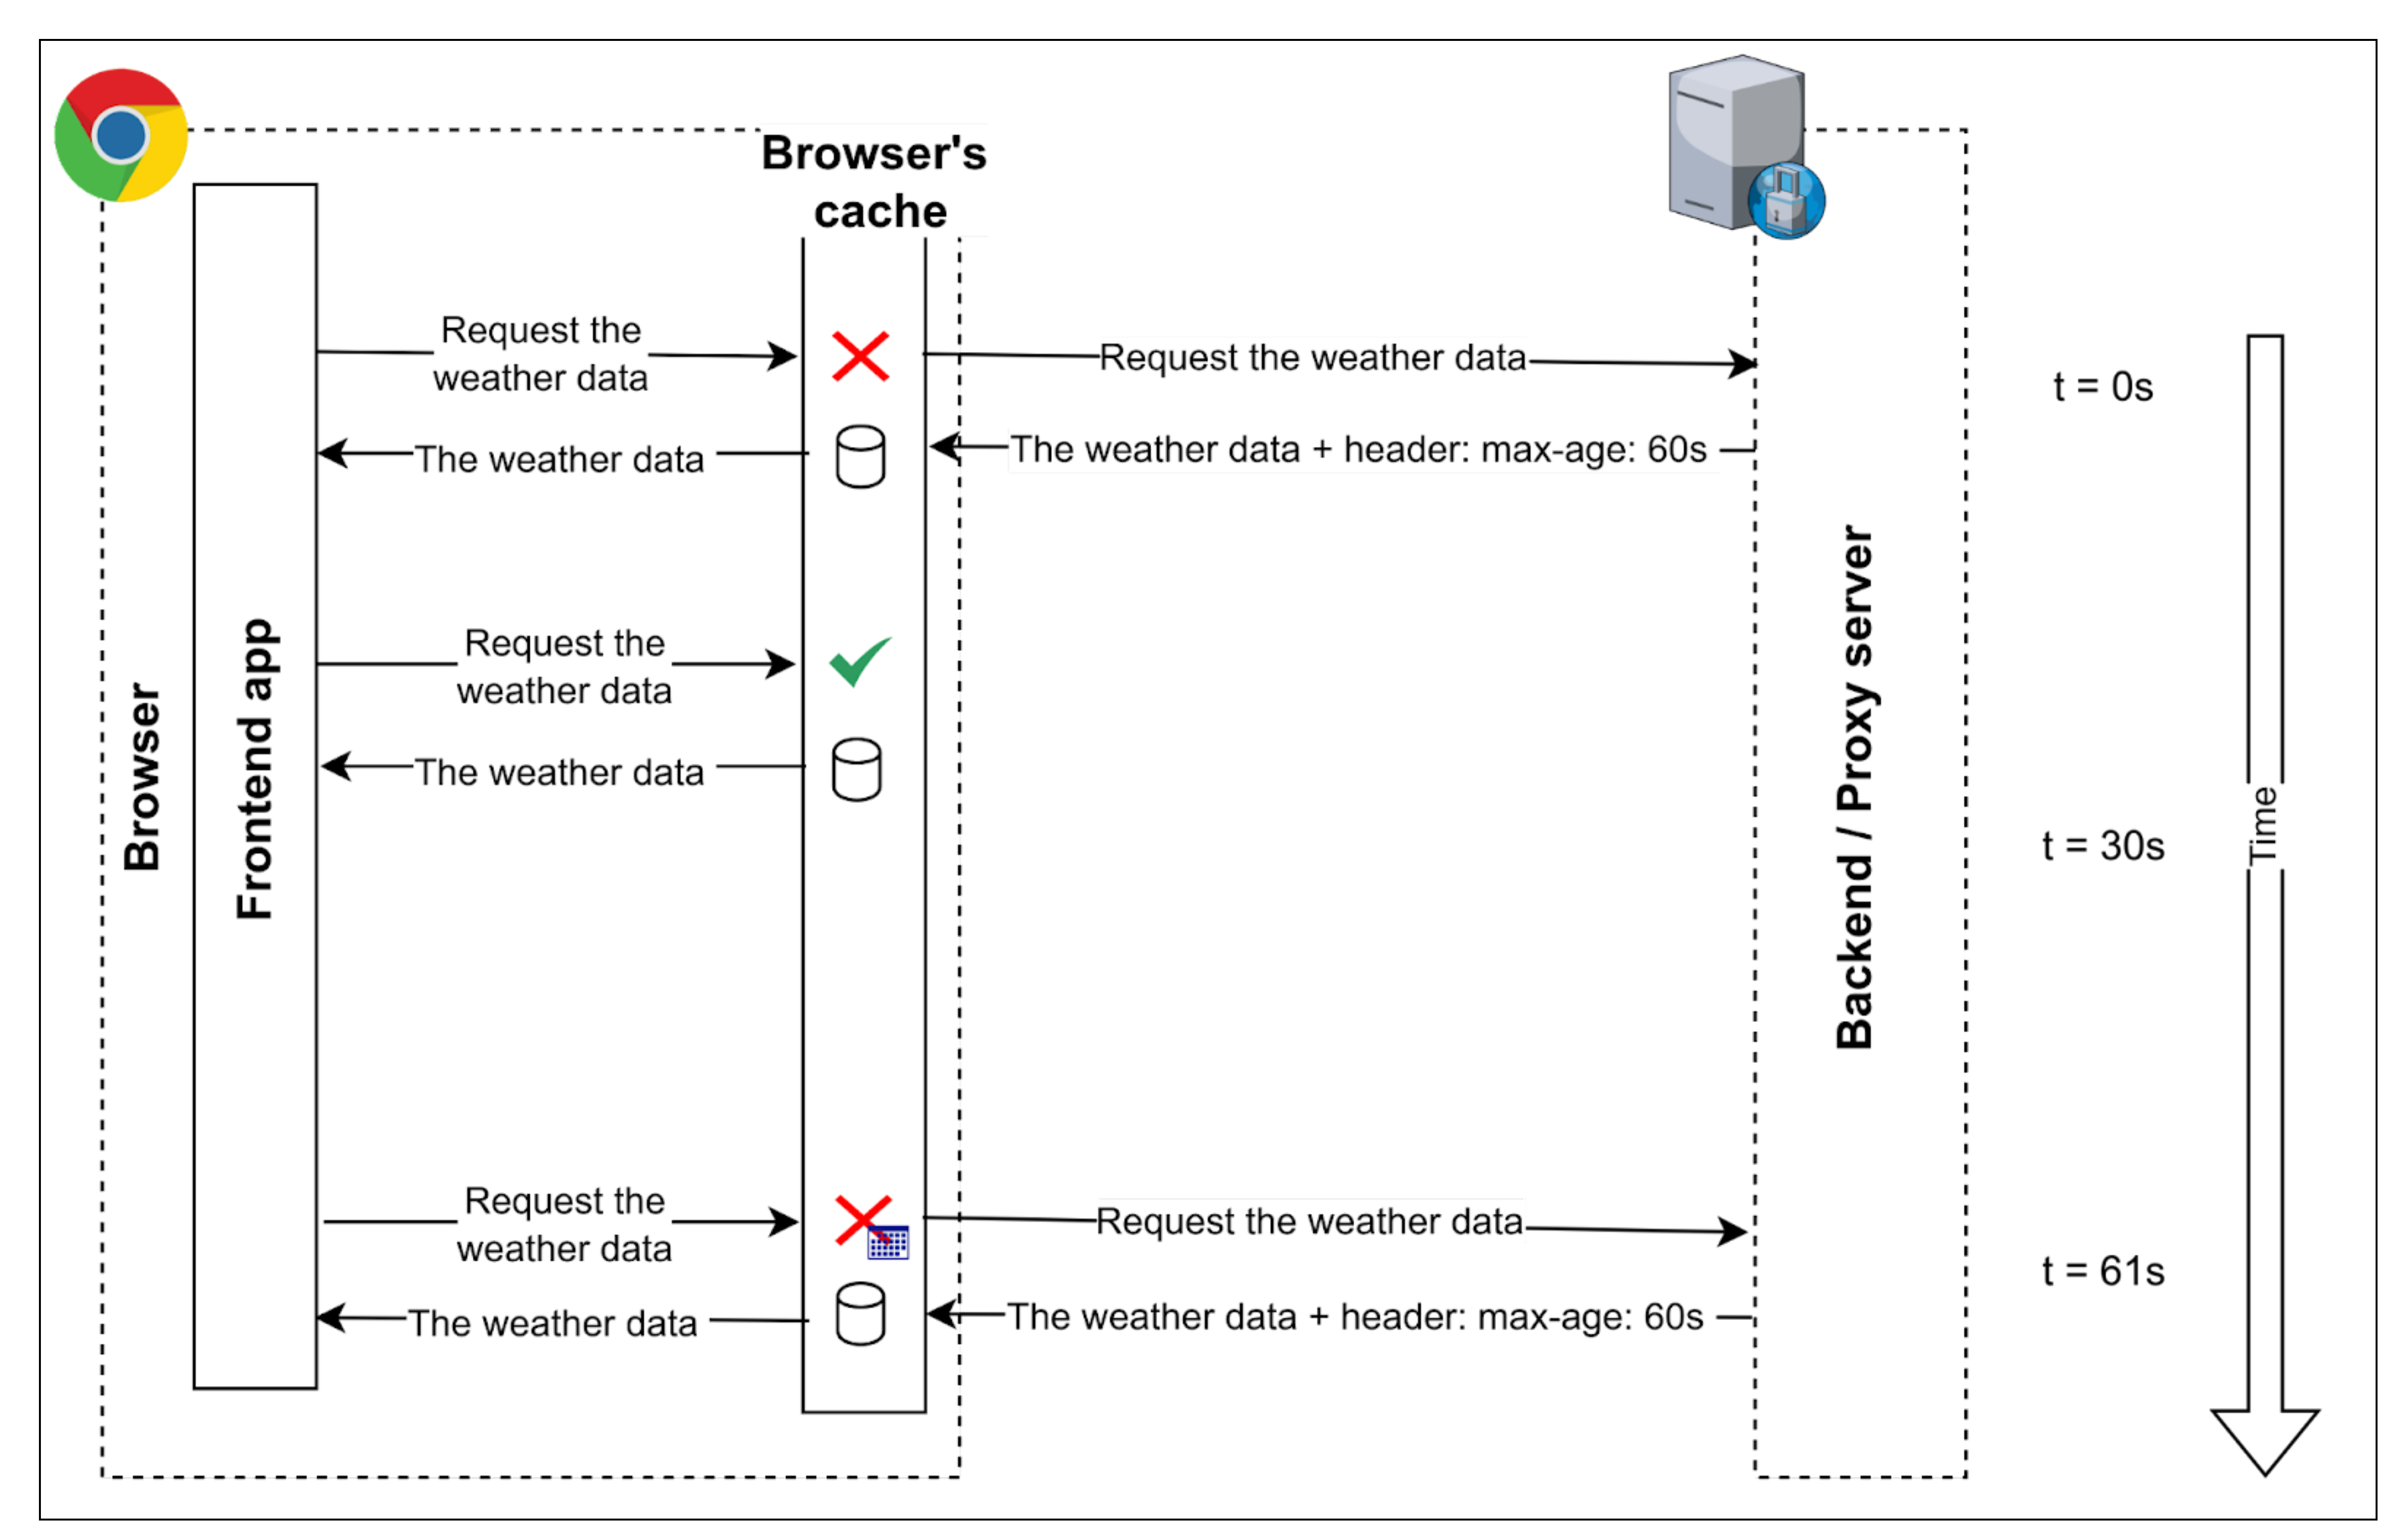 Browser's
cache
Request the
weather data
Request the weather data
t = 0s
The weather data
The weather data + header: max-age: 60s
Request the
weather data
The weather data
Browser
Frontend app
Backend / Proxy server
t = 30s
Time
Request the
weather data
Request the weather data
t = 61s
The weather data
The weather data + header: max-age: 60s